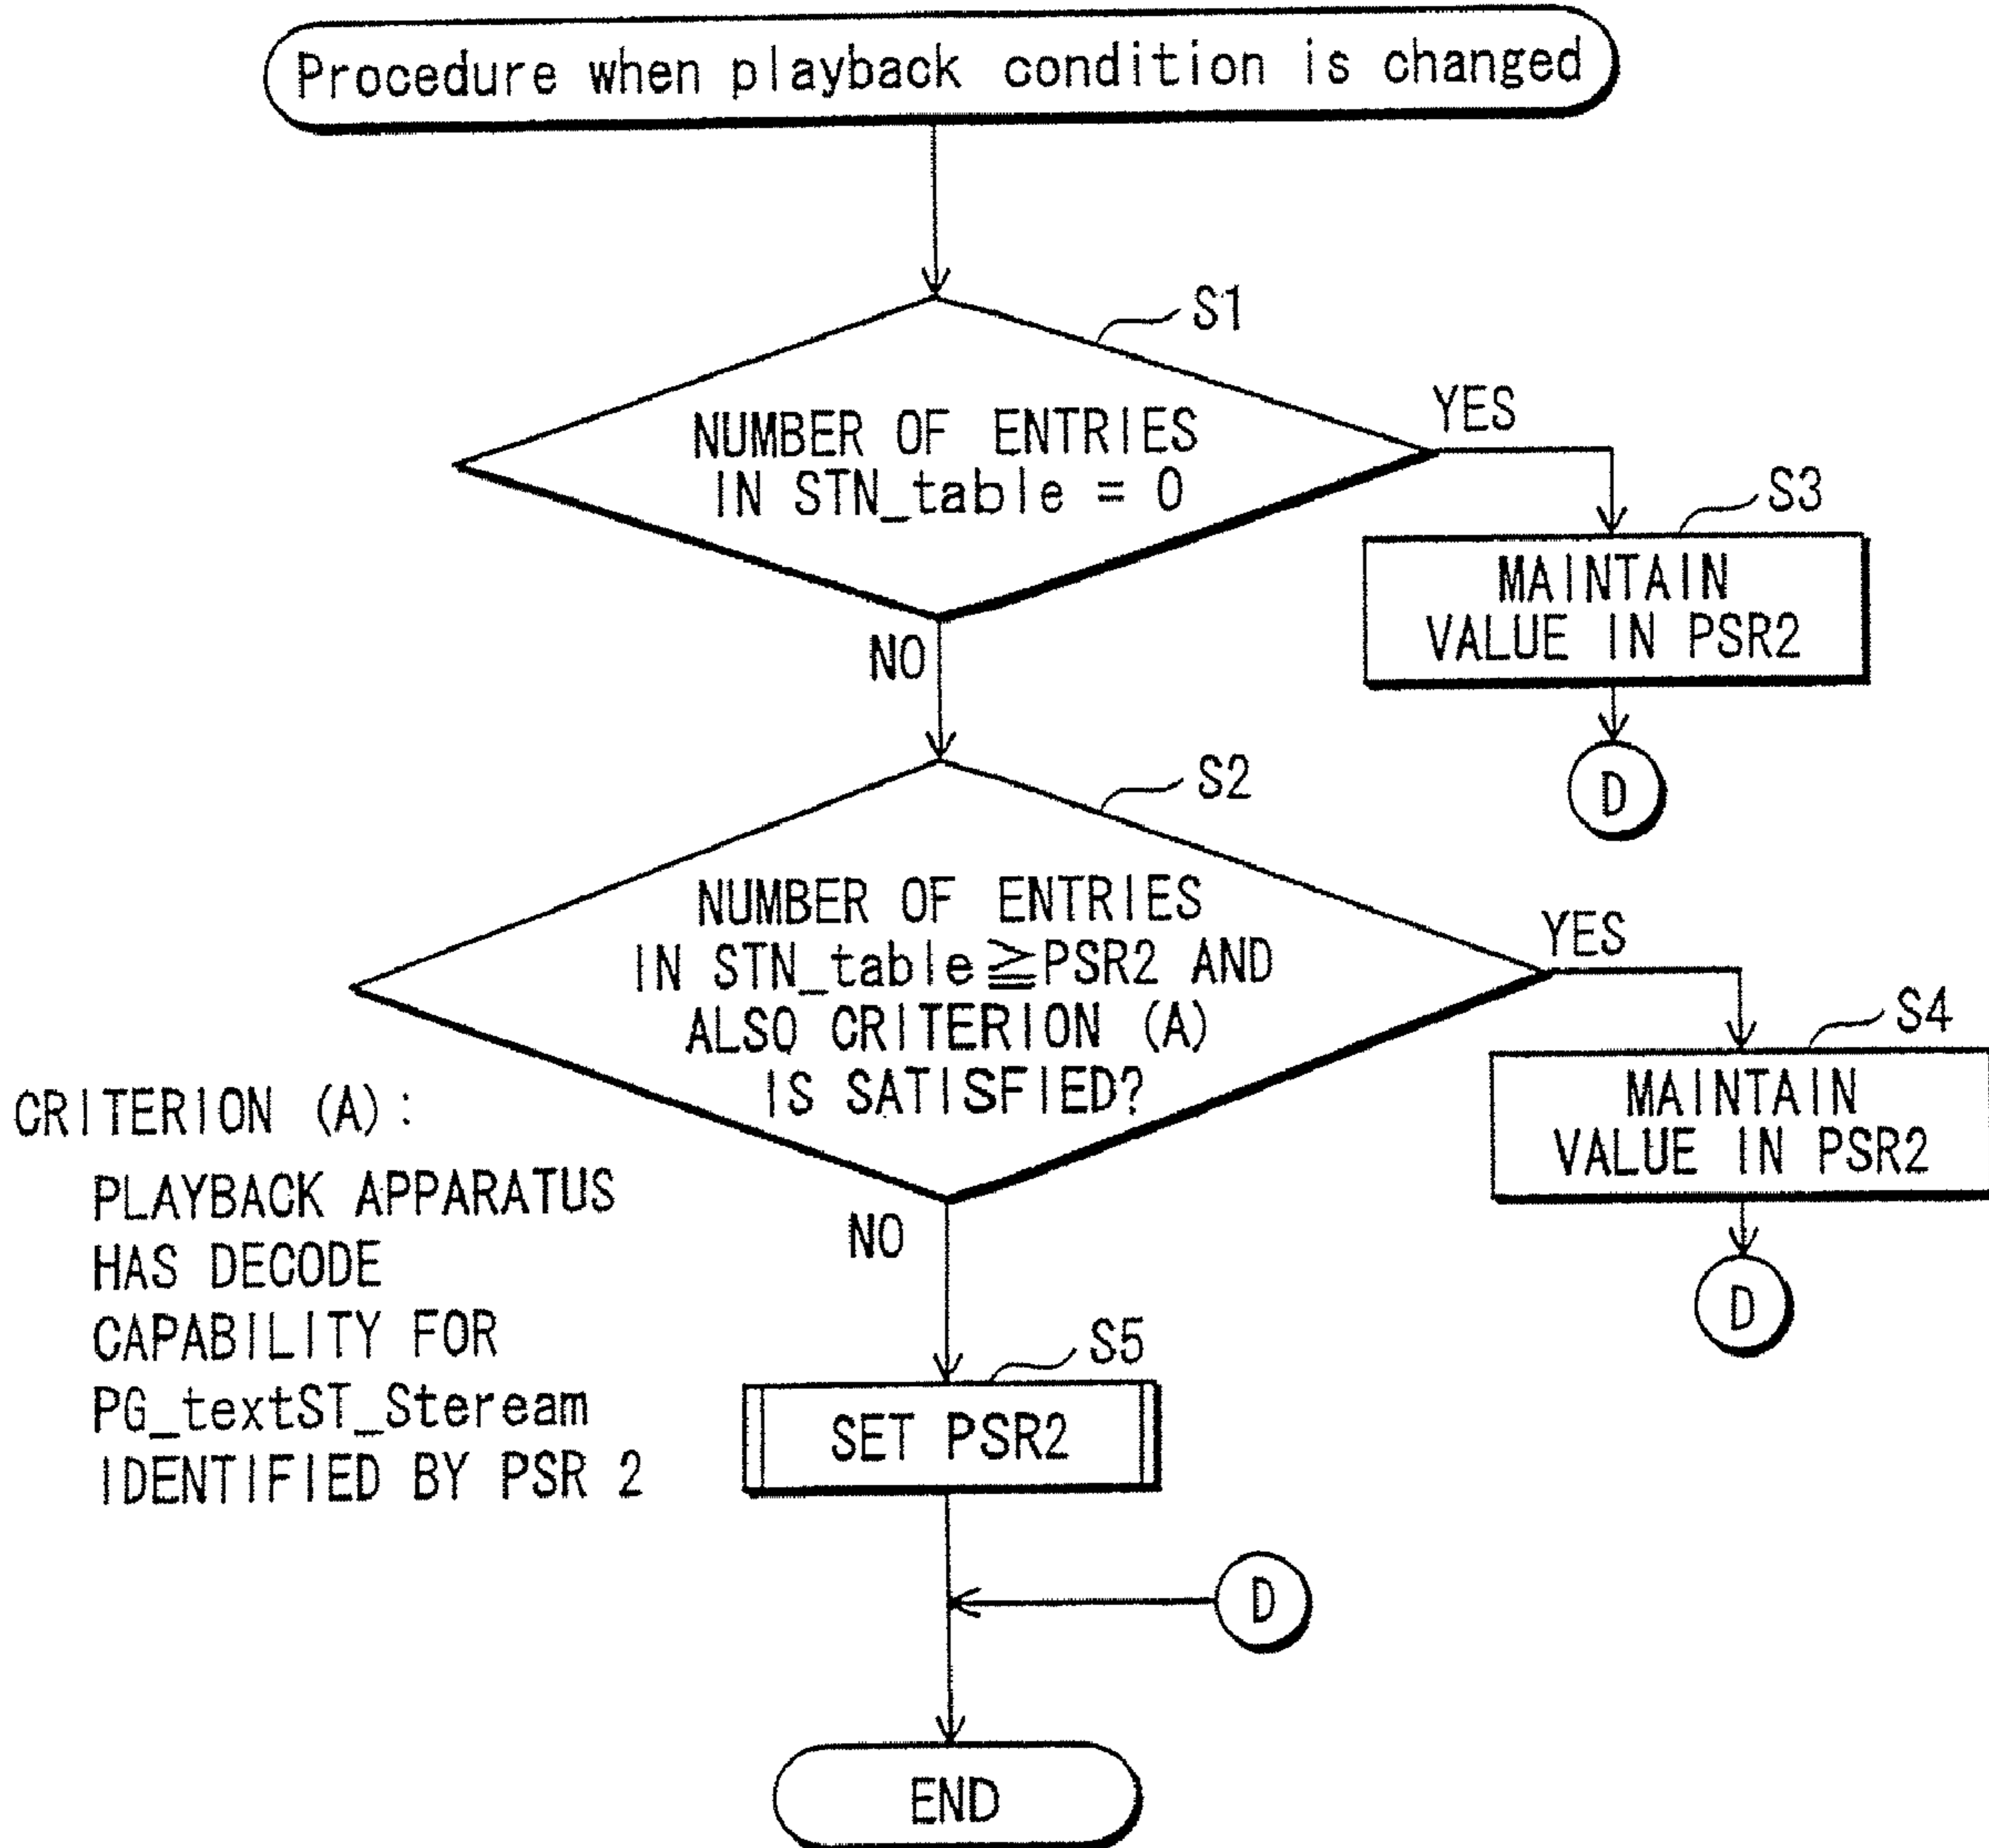 Procedure when playback condition is changed
S1
NUMBER OF ENTRIES
IN STN_table = 0
YES
S3
MAINTAIN
VALUE IN PSR2
D
NO
S2
NUMBER OF ENTRIES
IN STN_table≧PSR2 AND
ALSO CRITERION (A)
IS SATISFIED?
YES
S4
MAINTAIN
VALUE IN PSR2
D
NO
CRITERION (A):
PLAYBACK APPARATUS
HAS DECODE
CAPABILITY FOR
PG_textST_Steream
IDENTIFIED BY PSR 2
S5
SET PSR2
D
END